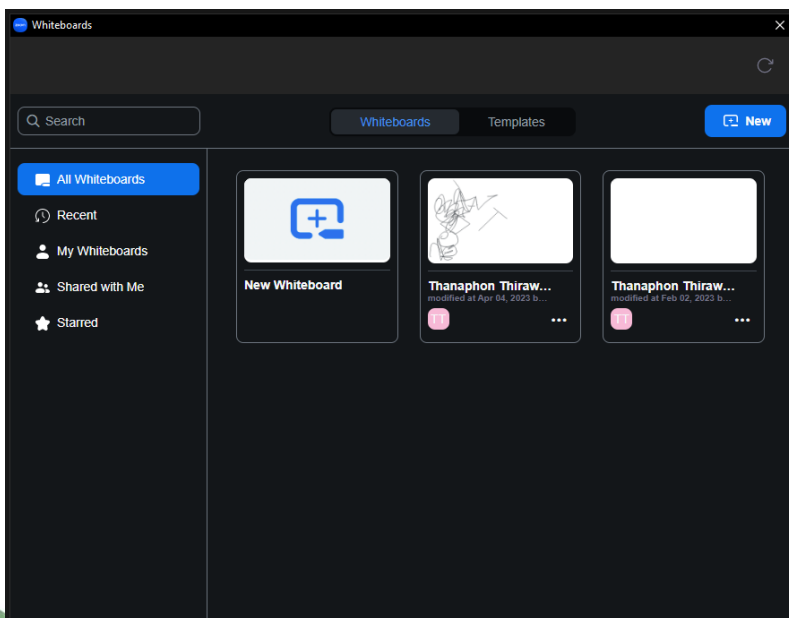 Whiteboards
Search
Whiteboards
Templates
New
All Whiteboards
Recent
My Whiteboards
Shared with Me
Starred
New Whiteboard
Thanaphon Thiraw...
modified at Apr 04, 2023 b...
TT
Thanaphon Thiraw...
modified at Feb 02, 2023 b...
TT